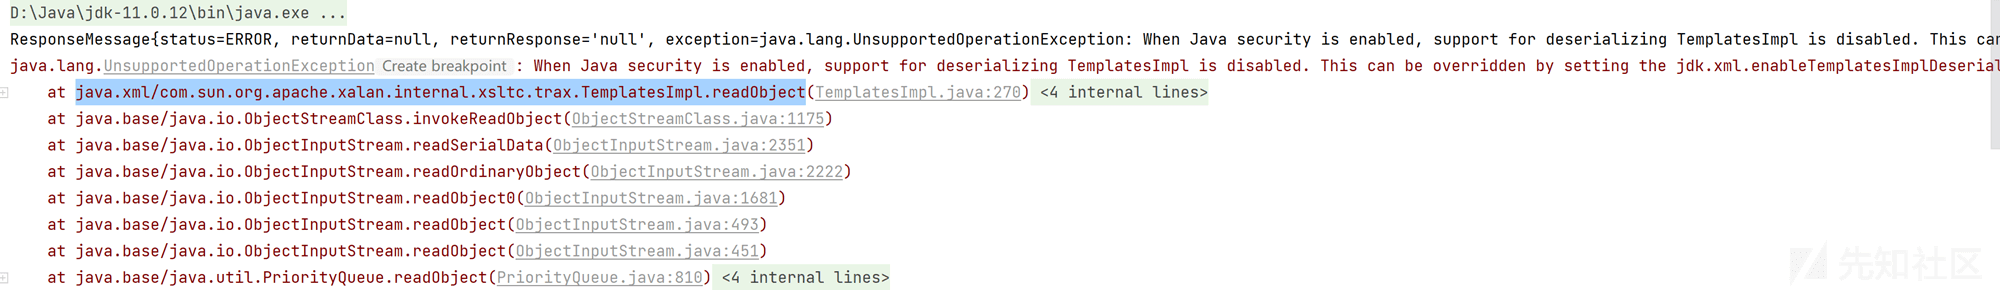 D:\Java\jdk-11.0.12\bin\java.exe ...
ResponseMessage{status=ERROR, returnData=null, returnResponse='null', exception=java.lang.UnsupportedOperationException: When Java security is enabled, support for deserializing TemplatesImpl is disabled. This can
java.lang.UnsupportedOperationException Create breakpoint : When Java security is enabled, support for deserializing TemplatesImpl is disabled. This can be overridden by setting the jdk.xml.enableTemplatesImplDeserial
at java.xml/com.sun.org.apache.xalan.internal.xsltc.trax.TemplatesImpl.readObject(TemplatesImpl.java:270) <4 internal lines>
at java.base/java.io.ObjectStreamClass.invokeReadObject(ObjectStreamClass.java:1175)
at java.base/java.io.ObjectInputStream.readSerialData(ObjectInputStream.java:2351)
at java.base/java.io.ObjectInputStream.readOrdinaryObject(ObjectInputStream.java:2222)
at java.base/java.io.ObjectInputStream.readObject0(ObjectInputStream.java:1681)
at java.base/java.io.ObjectInputStream.readObject(ObjectInputStream.java:493)
at java.base/java.io.ObjectInputStream.readObject(ObjectInputStream.java:451)
at java.base/java.util.PriorityQueue.readObject(PriorityQueue.java:810) <4 internal lines>
先知社区